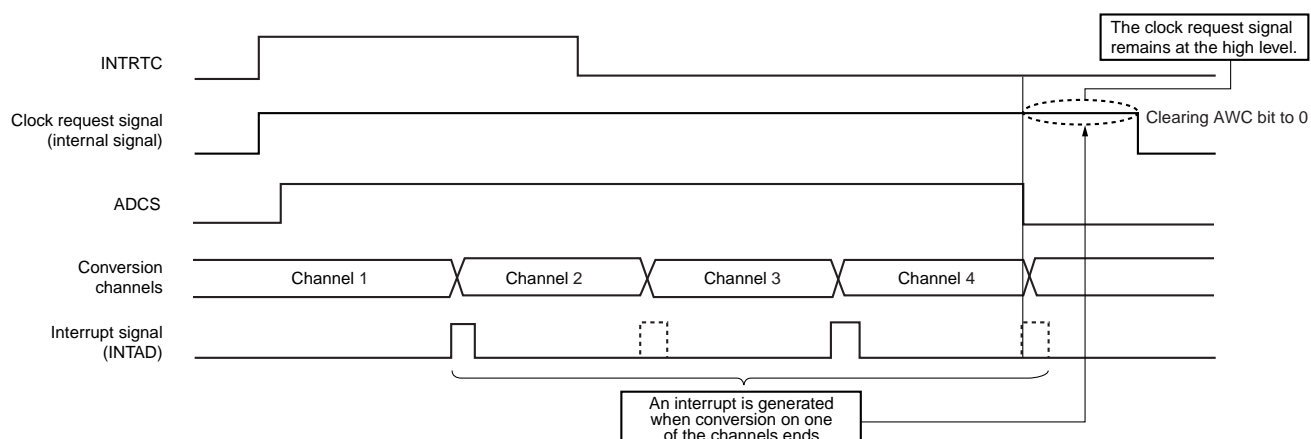 The clock request signal
remains at the high level.
INTRTC
Clock request signal
(internal signal)
Clearing AWC bit to 0
ADCS
Conversion
channels
Channel 1
Channel 2
Channel 3
Channel 4
Interrupt signal
(INTAD)
An interrupt is generated
when conversion on one
of the channels ends